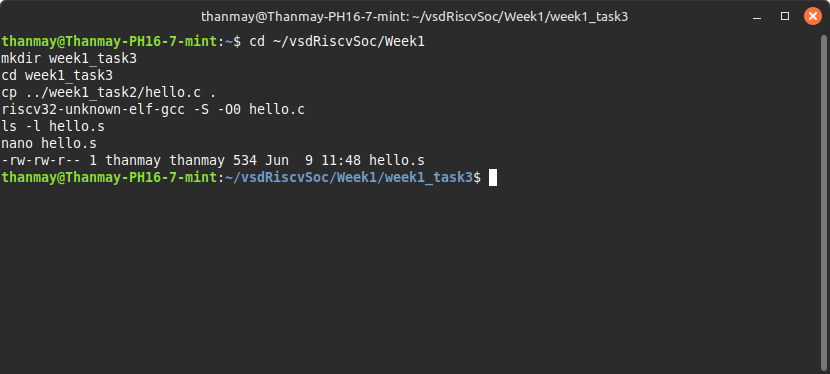 thanmay@Thanmay-PH16-7-mint: ~/vsdRiscvSoc/Week1/week1_task3
thanmay@Thanmay-PH16-7-mint:~$ cd ~/vsdRiscvSoc/Week1
mkdir week1_task3
cd week1_task3
cp ../week1_task2/hello.c .
riscv32-unknown-elf-gcc -S -O0 hello.c
ls -l hello.s
nano hello.s
-rw-rw-r-- 1 thanmay thanmay 534 Jun  9 11:48 hello.s
thanmay@Thanmay-PH16-7-mint:~/vsdRiscvSoc/Week1/week1_task3$